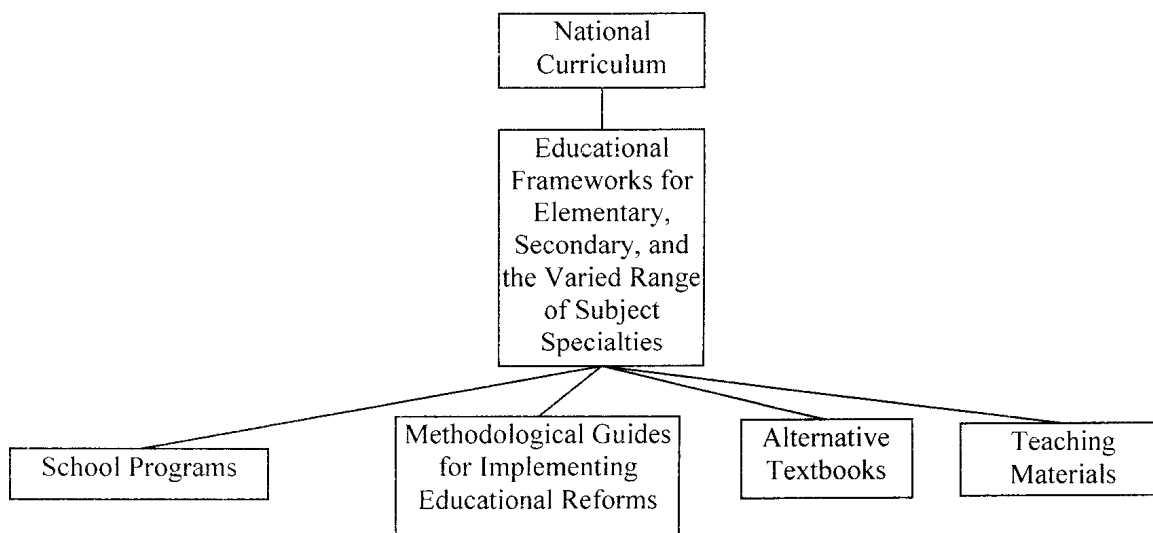 National
Curriculum
Educational
Frameworks for
Elementary,
Secondary, and
the Varied Range
of Subject
Specialties
School Programs
Methodological Guides
for Implementing
Educational Reforms
Alternative
Textbooks
Teaching
Materials